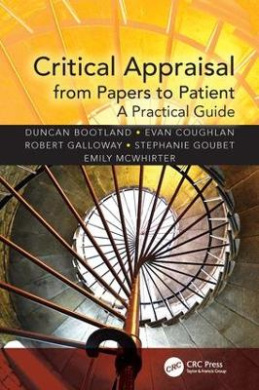 Critical Appraisal
from Papers to Patient
A Practical Guide
DUNCAN BOOTLAND • EVAN COUGHLAN
ROBERT GALLOWAY • STEPHANIE GOUBET
EMILY MCWHIRTER
CRC
CRC Press
Taylor & Francis Group